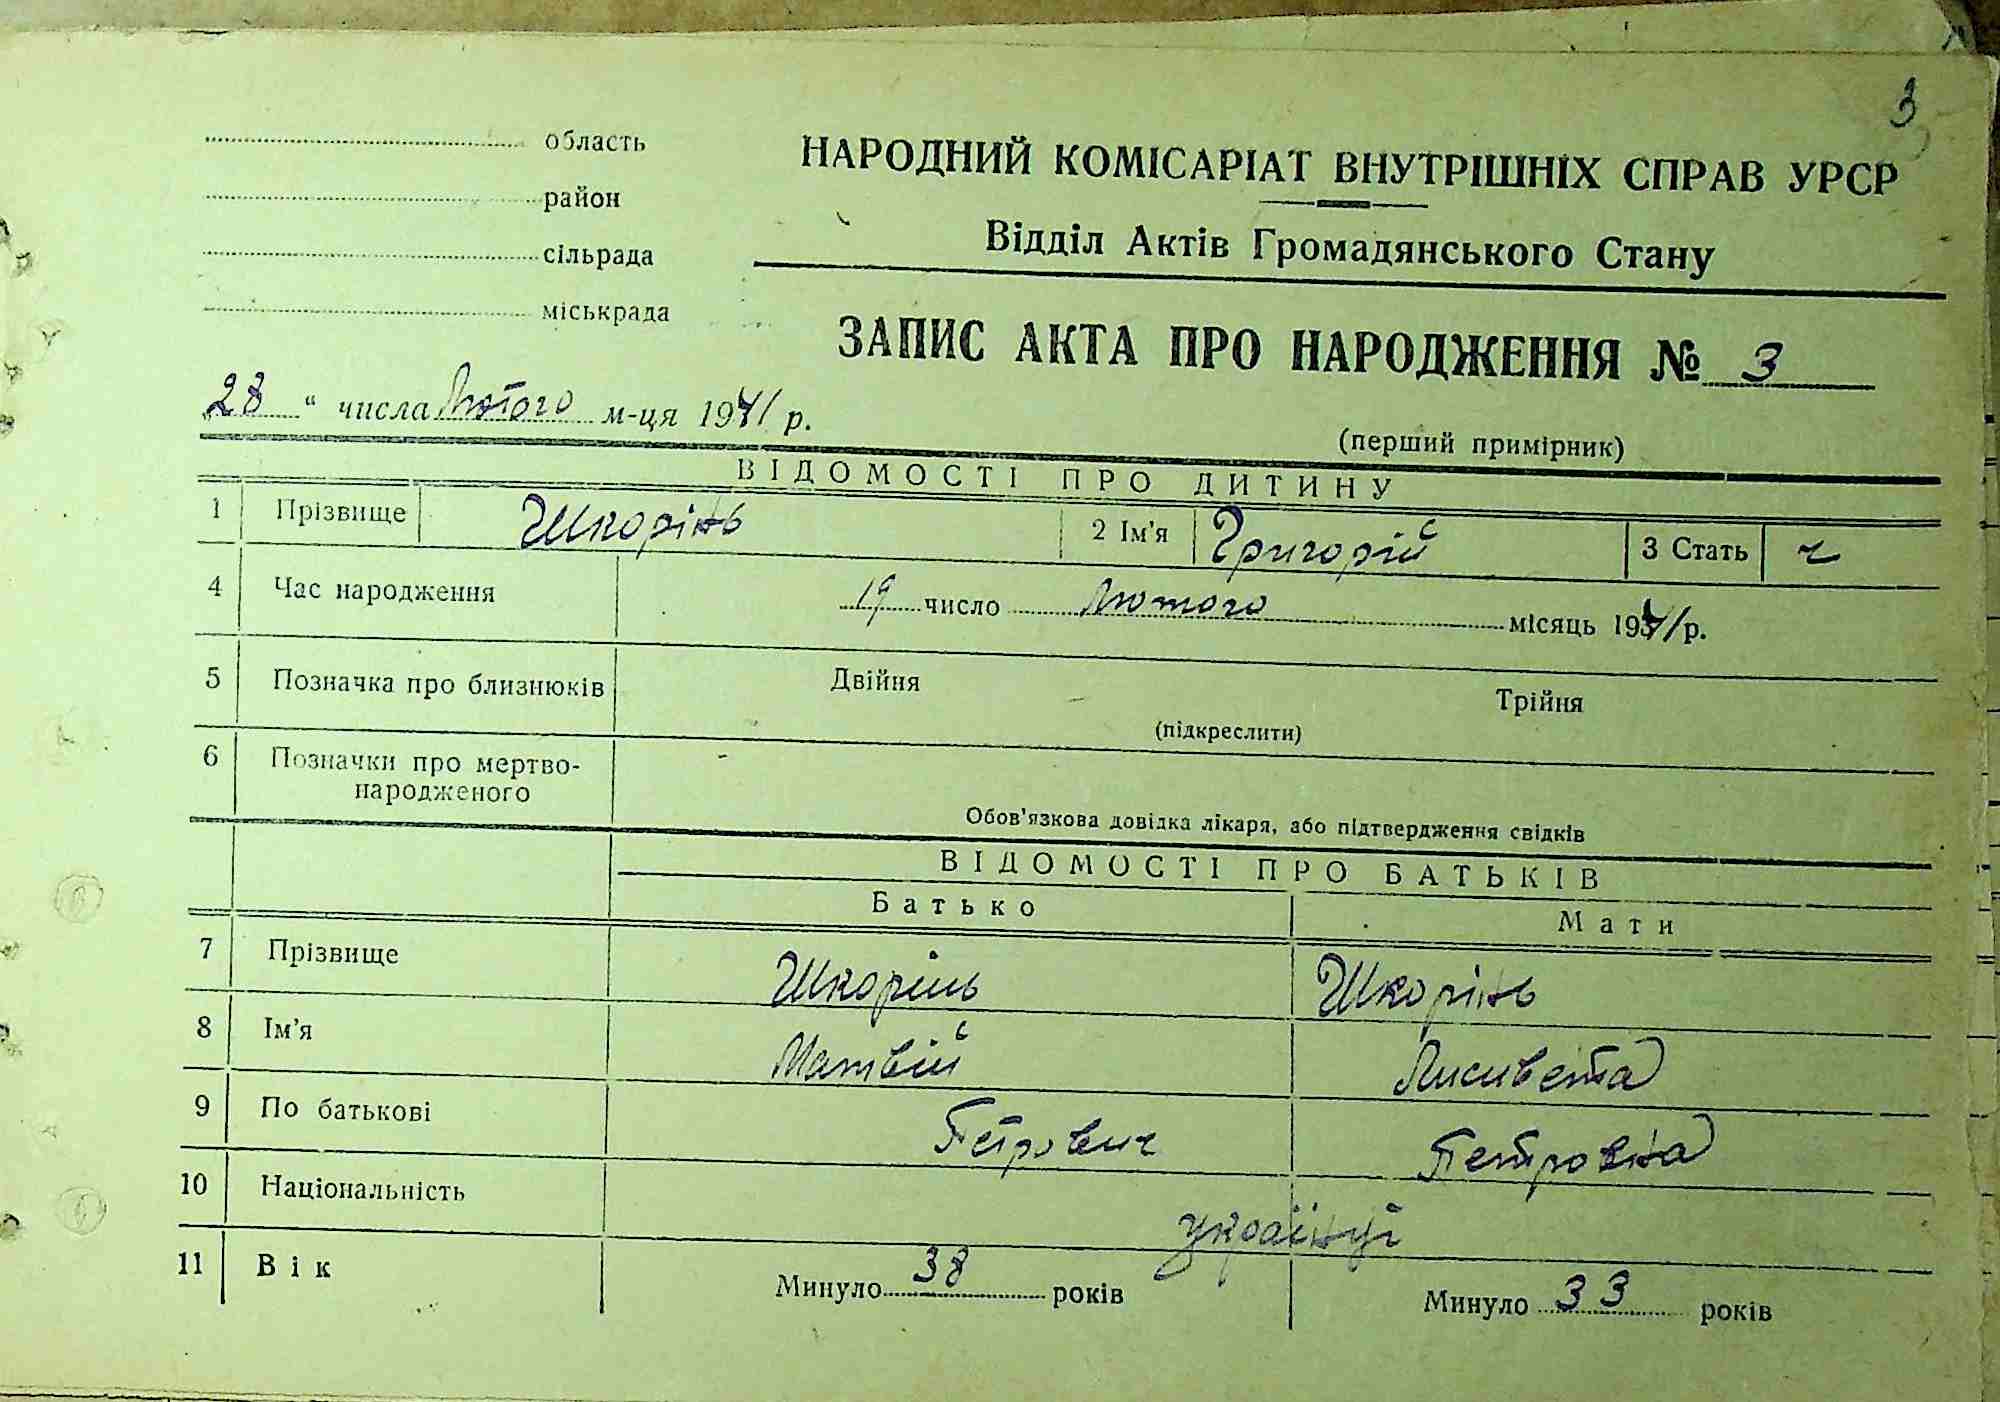 3
область
район
сільрада
міськрада
НАРОДНИЙ КОМІСАРІАТ ВНУТРІШНІХ СПРАВ УРСР
Відділ Актів Громадянського Стану
ЗАПИС АКТА ПРО НАРОДЖЕННЯ № 3
„28“ числа Лютого м-ця 1941 р.
(перший примірник)
ВІДОМОСТІ ПРО ДИТИНУ
1 Прізвище Шкорінь 2 Ім'я Григорій 3 Стать ч
4 Час народження 19 число Лютого місяць 1941 р.
5 Позначка про близнюків Двійня Трійня
(підкреслити)
6 Позначки про мертво-
народженого
Обов'язкова довідка лікаря, або підтвердження свідків
ВІДОМОСТІ ПРО БАТЬКІВ
Батько Мати
7 Прізвище Шкорінь Шкорінь
8 Ім'я Матвій Лисивета
9 По батькові Петрович Петровна
10 Національність українці
11 Вік Минуло 38 років Минуло 33 років